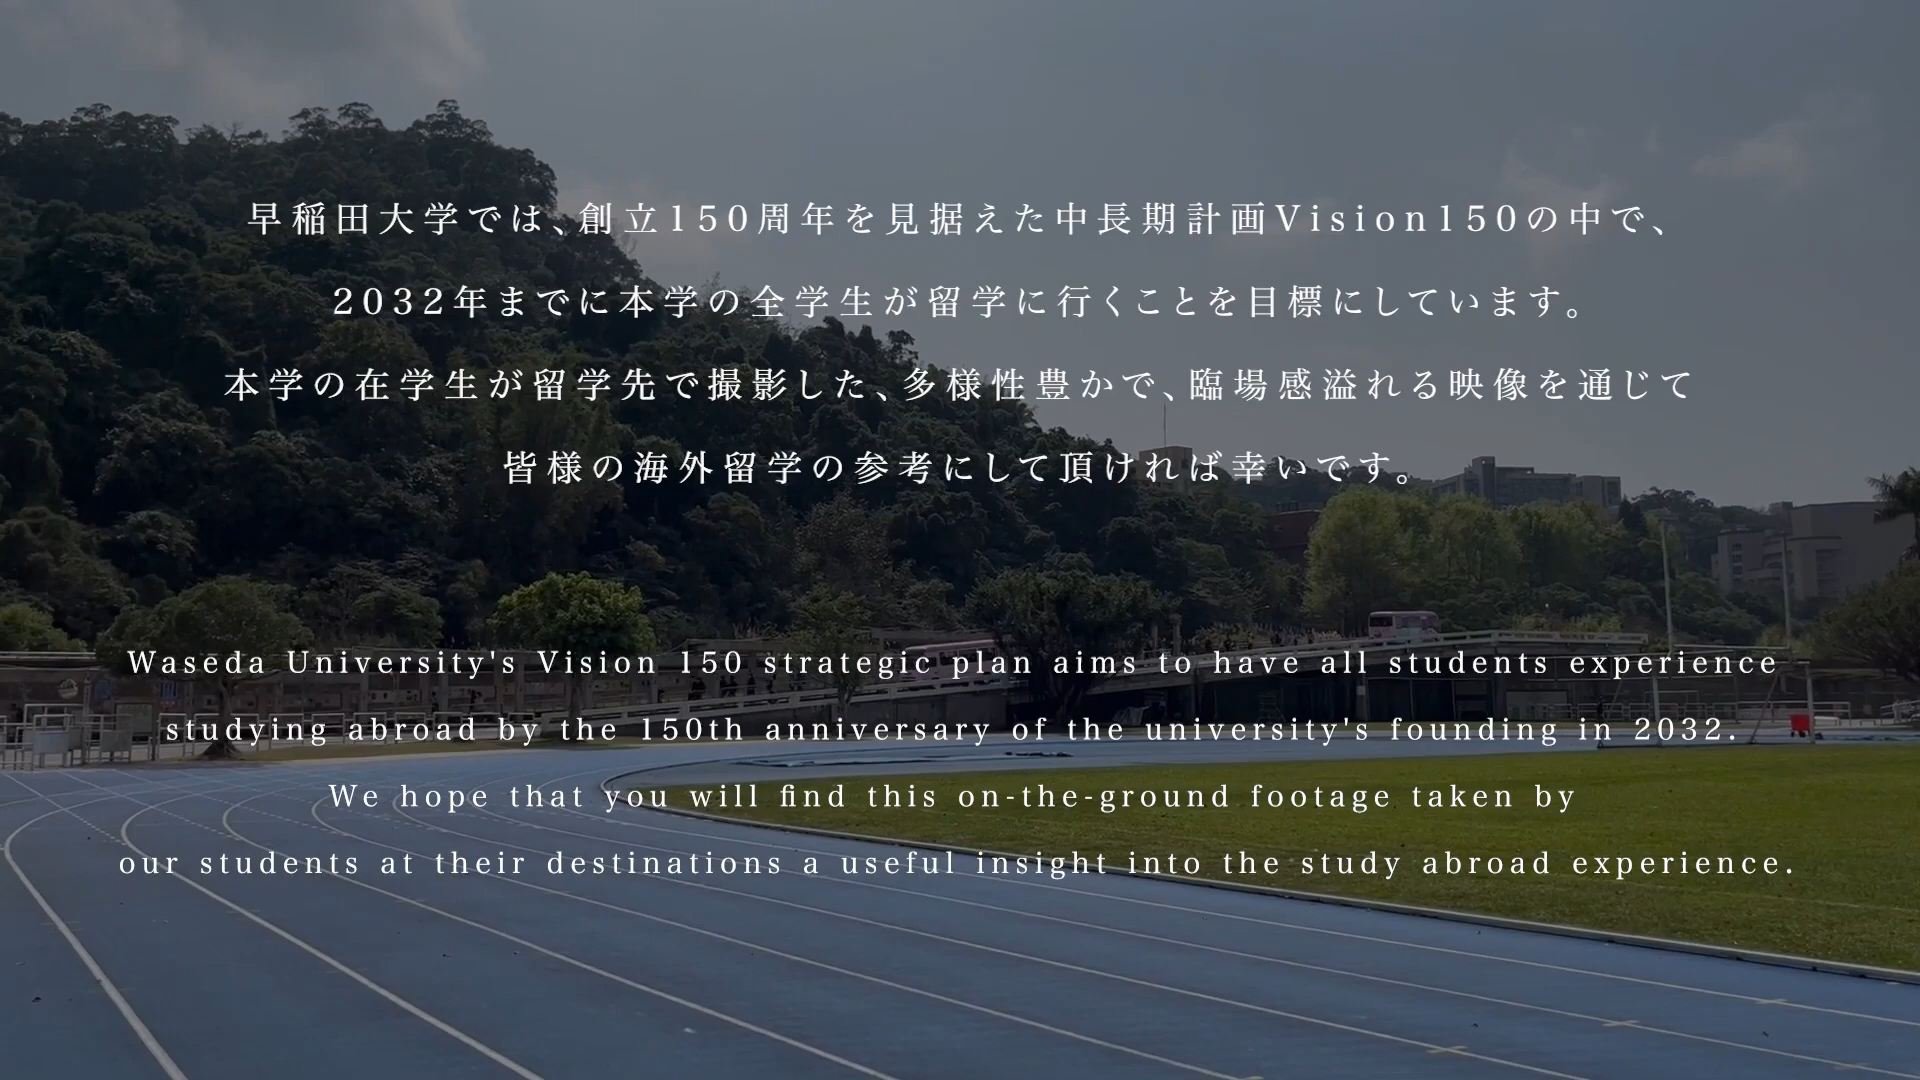 早稲田大学では、創立150周年を見据えた中長期計画Vision150の中で、
2032年までに本学の全学生が留学に行くことを目標にしています。
本学の在学生が留学先で撮影した、多様性豊かで、臨場感溢れる映像を通じて
皆様の海外留学の参考にして頂ければ幸いです。
Waseda University's Vision 150 strategic plan aims to have all students experience
studying abroad by the 150th anniversary of the university's founding in 2032.
We hope that you will find this on-the-ground footage taken by
our students at their destinations a useful insight into the study abroad experience.